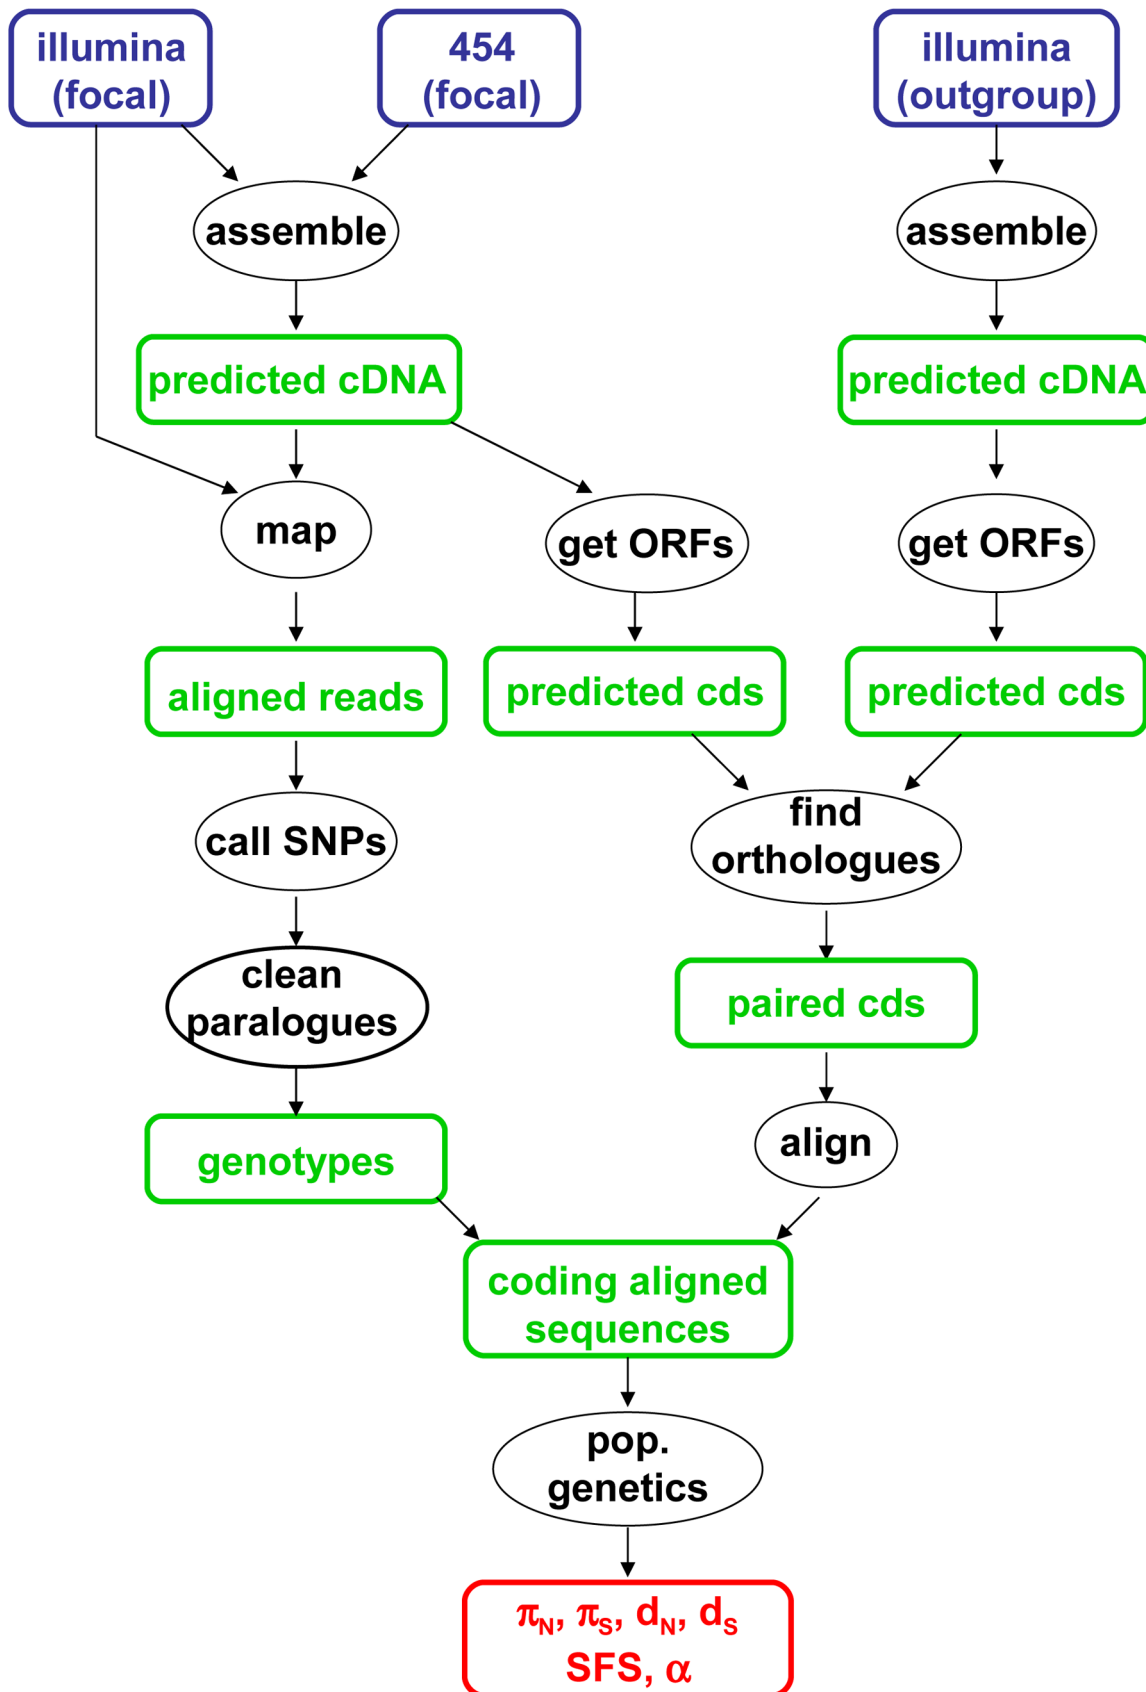 illumina
(focal)
454
(focal)
illumina
(outgroup)
assemble
assemble
predicted cDNA
predicted cDNA
map
get ORFs
get ORFs
aligned reads
predicted cds
predicted cds
call SNPs
find
orthologues
clean
paralogues
paired cds
genotypes
align
coding aligned
sequences
pop.
genetics
πN, πS, dN, dS
SFS, α